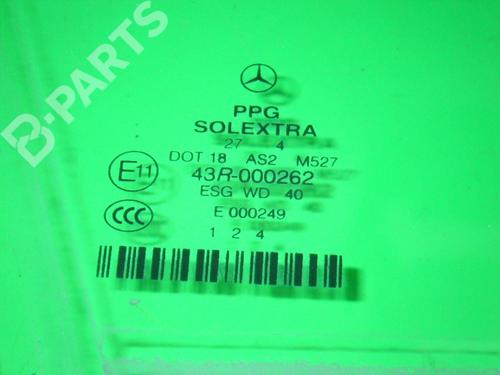 B-PARTS
PPG
SOLEXTRA
27 4
DOT 18 AS2 M527
E11 43R-000262
ESG WD 40
CCC E 000249
1 2 4